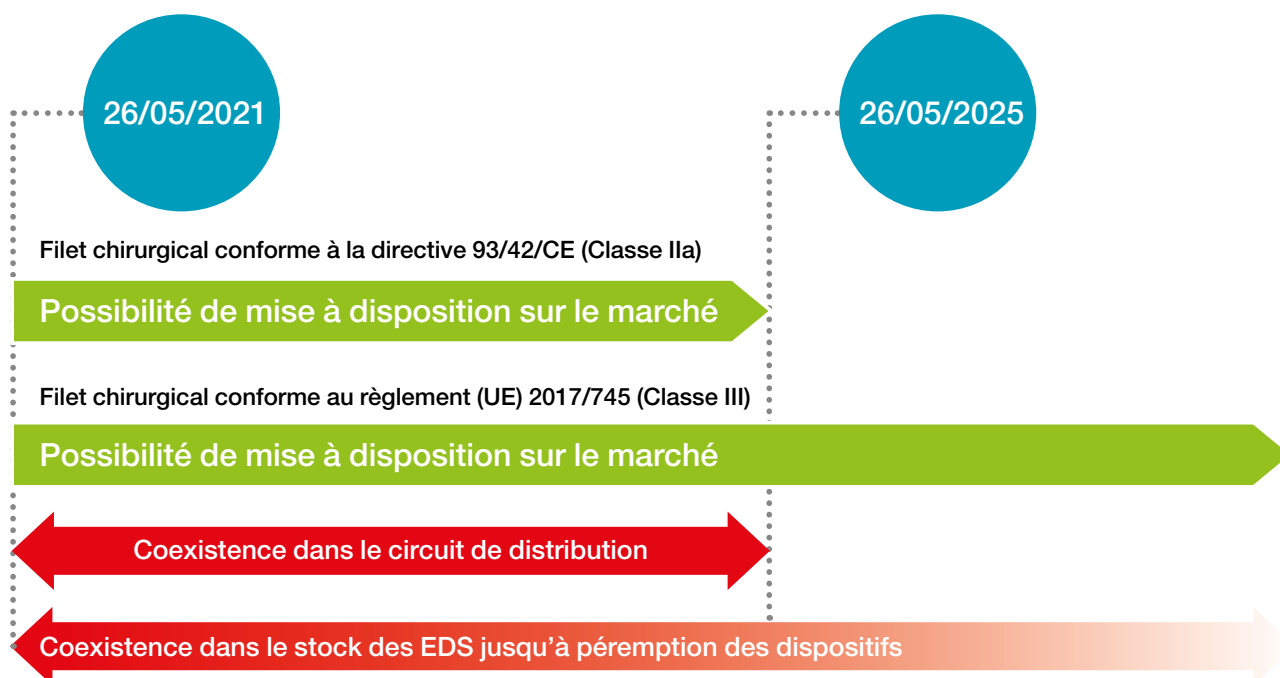 26/05/2021
26/05/2025
Filet chirurgical conforme à la directive 93/42/CE (Classe IIa)
Possibilité de mise à disposition sur le marché
Filet chirurgical conforme au règlement (UE) 2017/745 (Classe III)
Possibilité de mise à disposition sur le marché
Coexistence dans le circuit de distribution
Coexistence dans le stock des EDS jusqu’à péremption des dispositifs